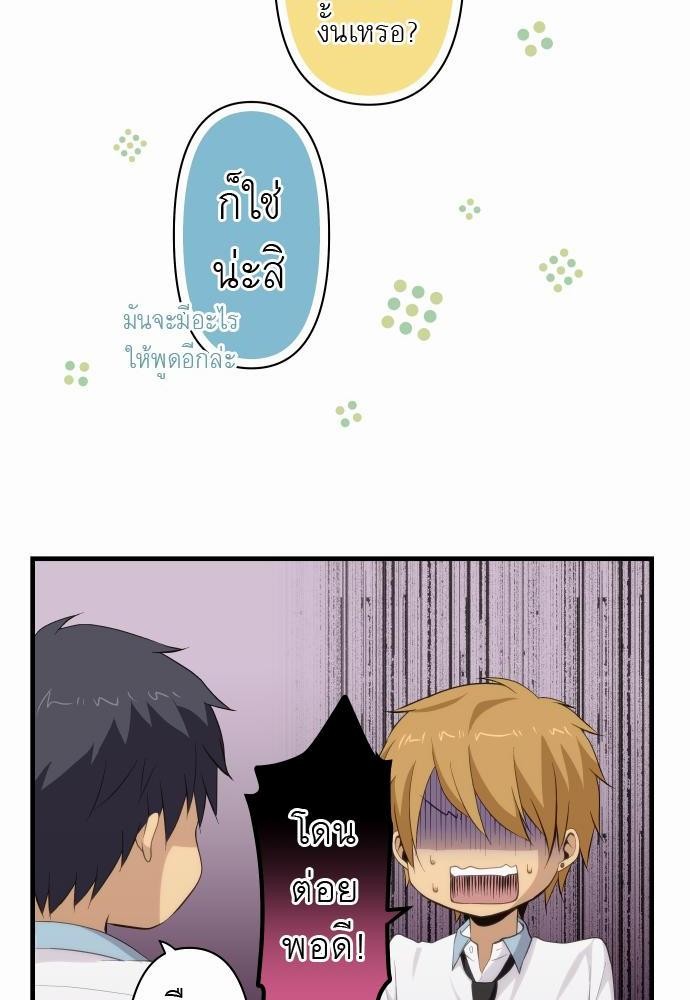 งั้นเหรอ?
ก็ใช่
น่ะสิ
มันจะมีอะไร
ให้พูดอีกล่ะ
โดน
ต่อย
พอดี!